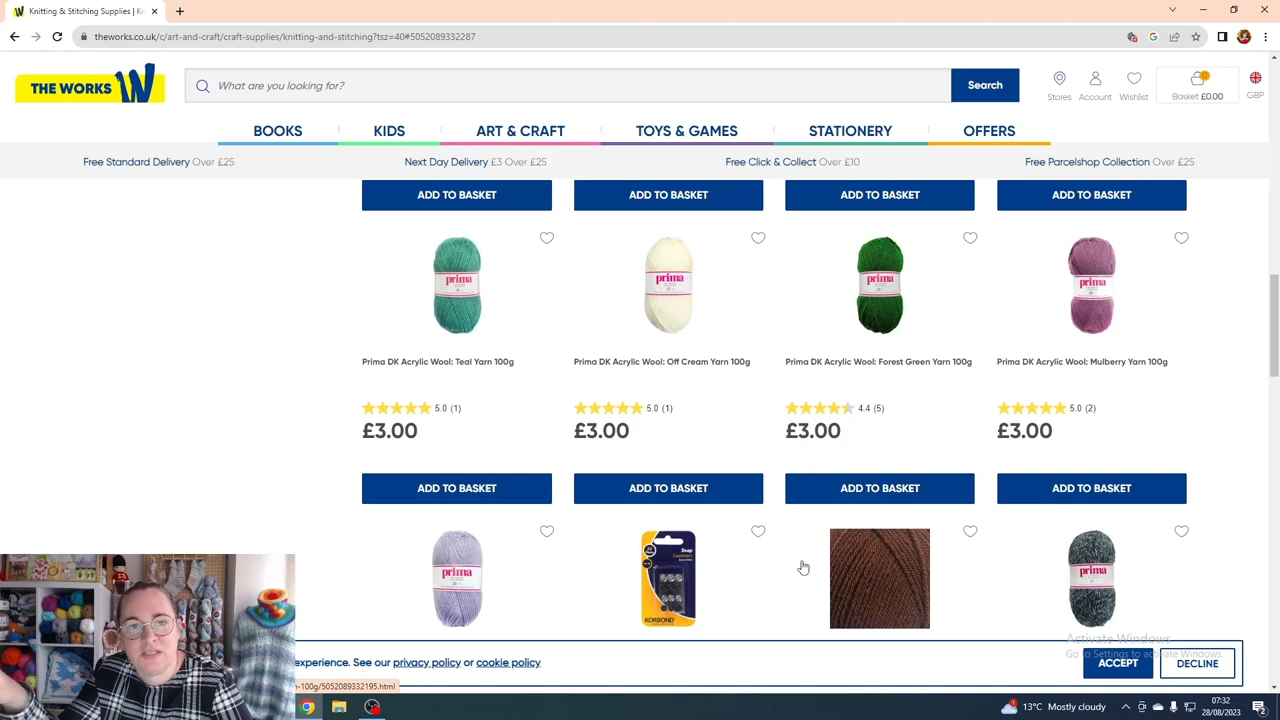 Knitting & Stitching Supplies | K
theworks.co.uk/c/art-and-craft/craft-supplies/knitting-and-stitching?tsz=40#5052089332287
THE WORKS W
What are you looking for?
Search
Stores
Account
Wishlist
0
Basket £0.00
GBP
BOOKS
KIDS
ART & CRAFT
TOYS & GAMES
STATIONERY
OFFERS
Free Standard Delivery Over £25
Next Day Delivery £3 Over £25
Free Click & Collect Over £10
Free Parcelshop Collection Over £25
ADD TO BASKET
ADD TO BASKET
ADD TO BASKET
ADD TO BASKET
prima
prima
prima
prima
Prima DK Acrylic Wool: Teal Yarn 100g
Prima DK Acrylic Wool: Off Cream Yarn 100g
Prima DK Acrylic Wool: Forest Green Yarn 100g
Prima DK Acrylic Wool: Mulberry Yarn 100g
5.0 (1)
5.0 (1)
4.4 (5)
5.0 (2)
£3.00
£3.00
£3.00
£3.00
ADD TO BASKET
ADD TO BASKET
ADD TO BASKET
ADD TO BASKET
prima
Snap
Fasteners
KORBOND
prima
Activate Windows
Go to Settings to activate Windows.
xperience. See our privacy policy or cookie policy
ACCEPT
DECLINE
n-100g/5052089332195.html
13°C Mostly cloudy
07:32
28/08/2023
2